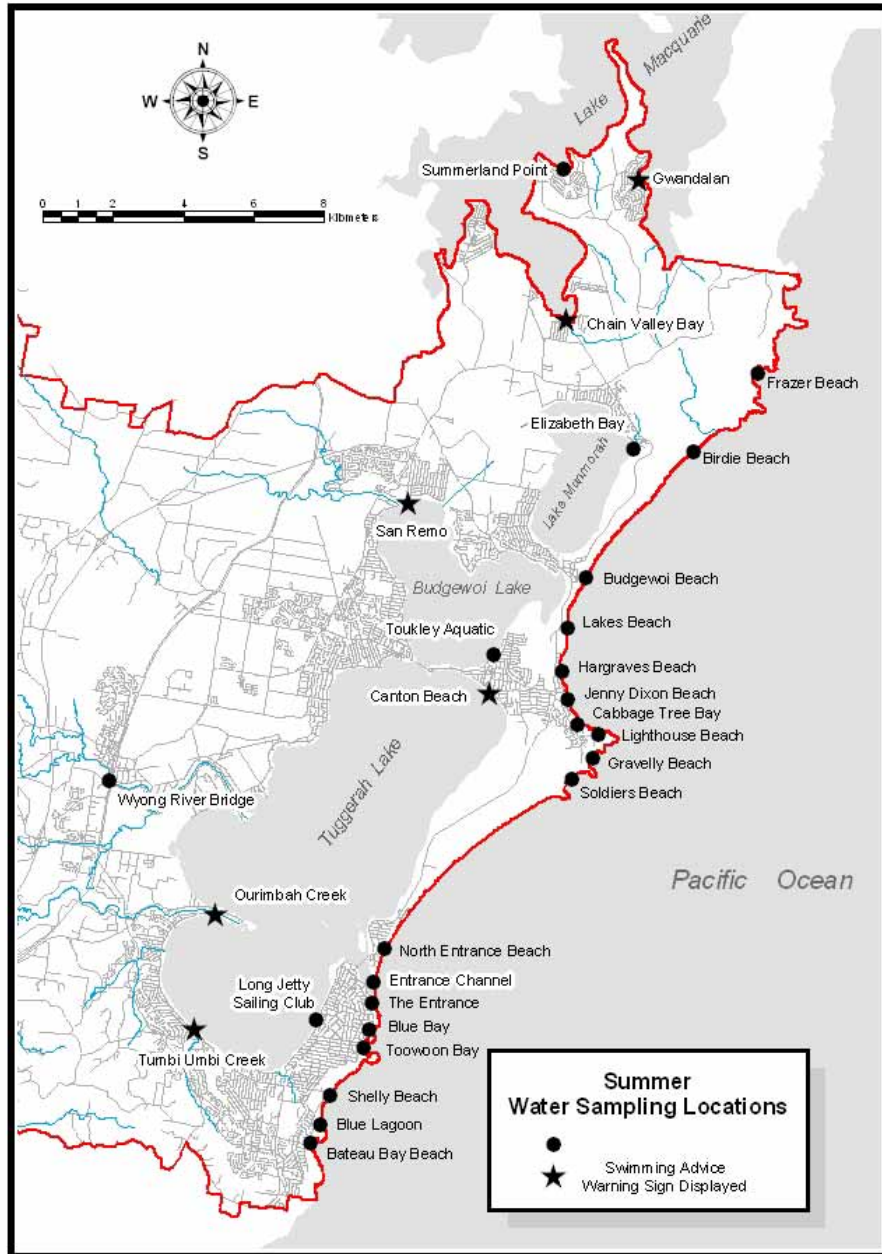 N
W
E
S
Lake Macquarie
Summerland Point
Gwandalan
0 2 4 6 8
Kilometers
Chain Valley Bay
Frazer Beach
Elizabeth Bay
Birdie Beach
Lake Munmorah
San Remo
Budgewoi Lake
Budgewoi Beach
Lakes Beach
Toukley Aquatic
Hargraves Beach
Canton Beach
Jenny Dixon Beach
Cabbage Tree Bay
Lighthouse Beach
Gravelly Beach
Soldiers Beach
Tuggerah Lake
Wyong River Bridge
Pacific Ocean
Ourimbah Creek
North Entrance Beach
Long Jetty
Sailing Club
Entrance Channel
The Entrance
Blue Bay
Tumbi Umbi Creek
Toowoon Bay
Shelly Beach
Blue Lagoon
Bateau Bay Beach
Summer
Water Sampling Locations
Swimming Advice
Warning Sign Displayed